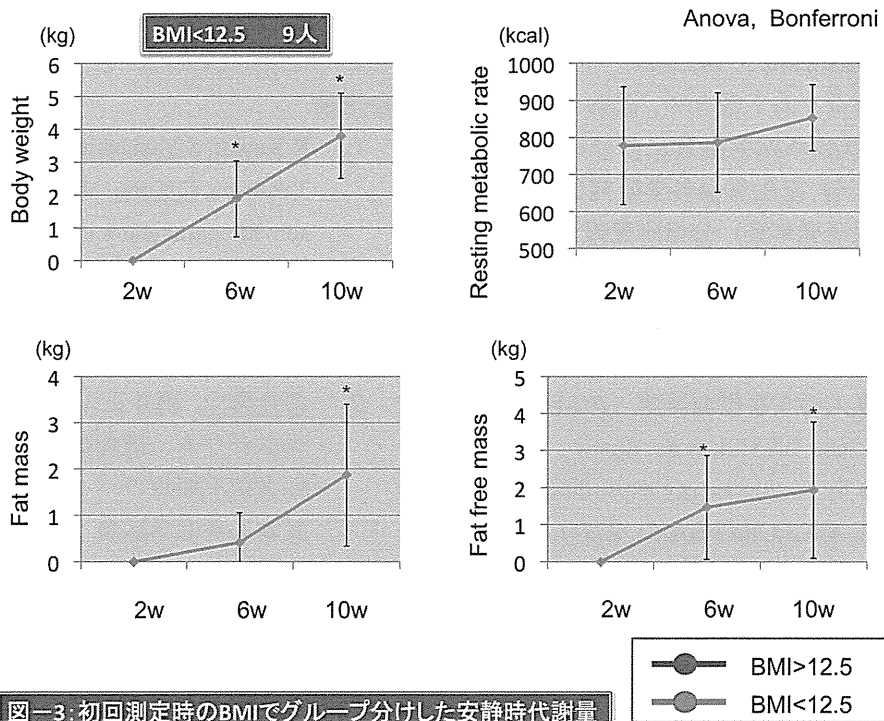 Anova, Bonferroni
BMI<12.5 9人
(kg)
Body weight
6
5
4
3
2
1
0
*
*
2w 6w 10w
(kcal)
Resting metabolic rate
1000
900
800
700
600
500
2w 6w 10w
(kg)
Fat mass
4
3
2
1
0
*
2w 6w 10w
(kg)
Fat free mass
5
4
3
2
1
0
*
*
2w 6w 10w
BMI>12.5
BMI<12.5
図－3:初回測定時のBMIでグループ分けした安静時代謝量